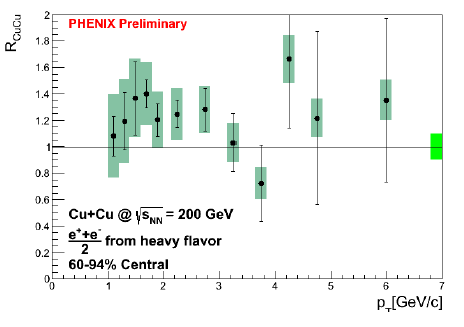 PHENIX Preliminary
R_CuCu
2
1.8
1.6
1.4
1.2
1
0.8
0.6
0.4
0.2
0
Cu+Cu @ √s_NN = 200 GeV
(e⁺+e⁻)/2 from heavy flavor
60-94% Central
0 1 2 3 4 5 6 7
p_T[GeV/c]